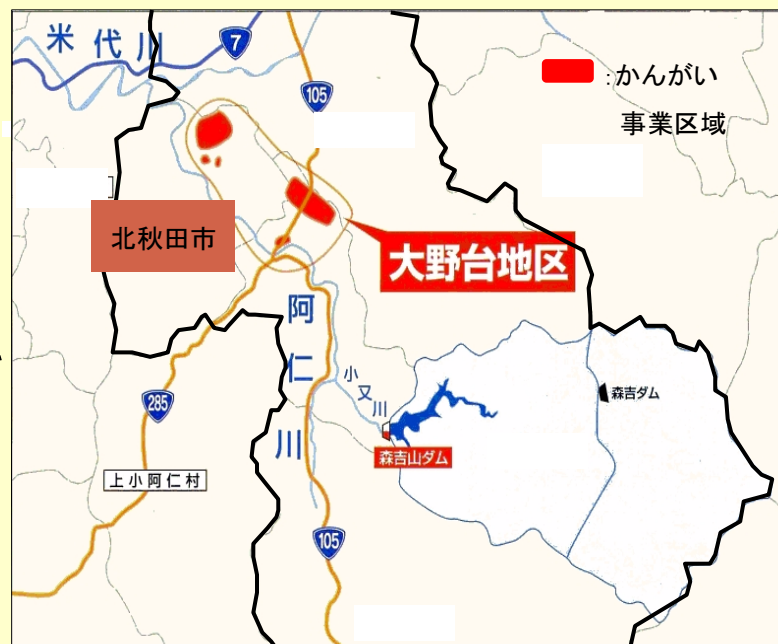 米代川
7
105
：かんがい
事業区域
北秋田市
大野台地区
阿仁川
小又川
森吉ダム
285
森吉山ダム
上小阿仁村
105